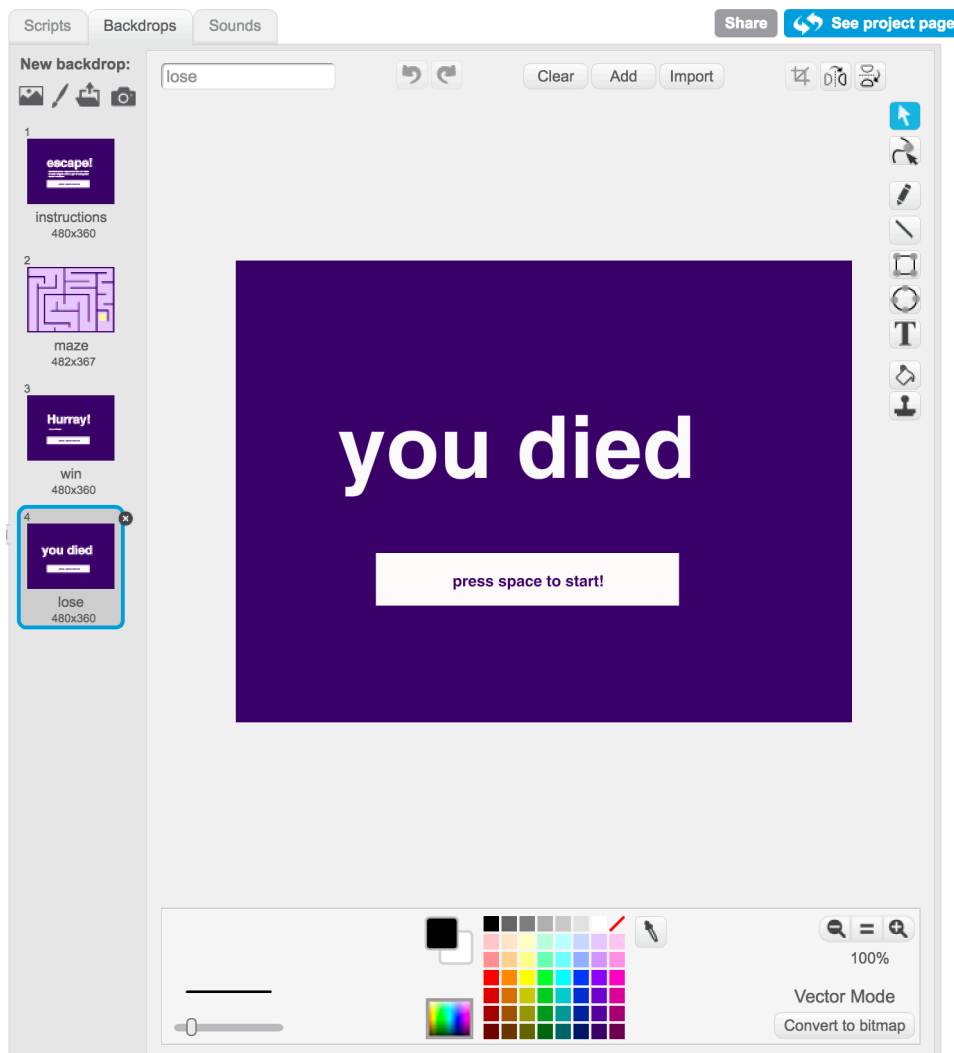 Scripts
Backdrops
Sounds
Share
See project page
New backdrop:
lose
Clear
Add
Import
1
escape!
instructions
480x360
2
maze
482x367
3
Hurray!
win
480x360
4
you died
lose
480x360
you died
press space to start!
T
100%
Vector Mode
Convert to bitmap